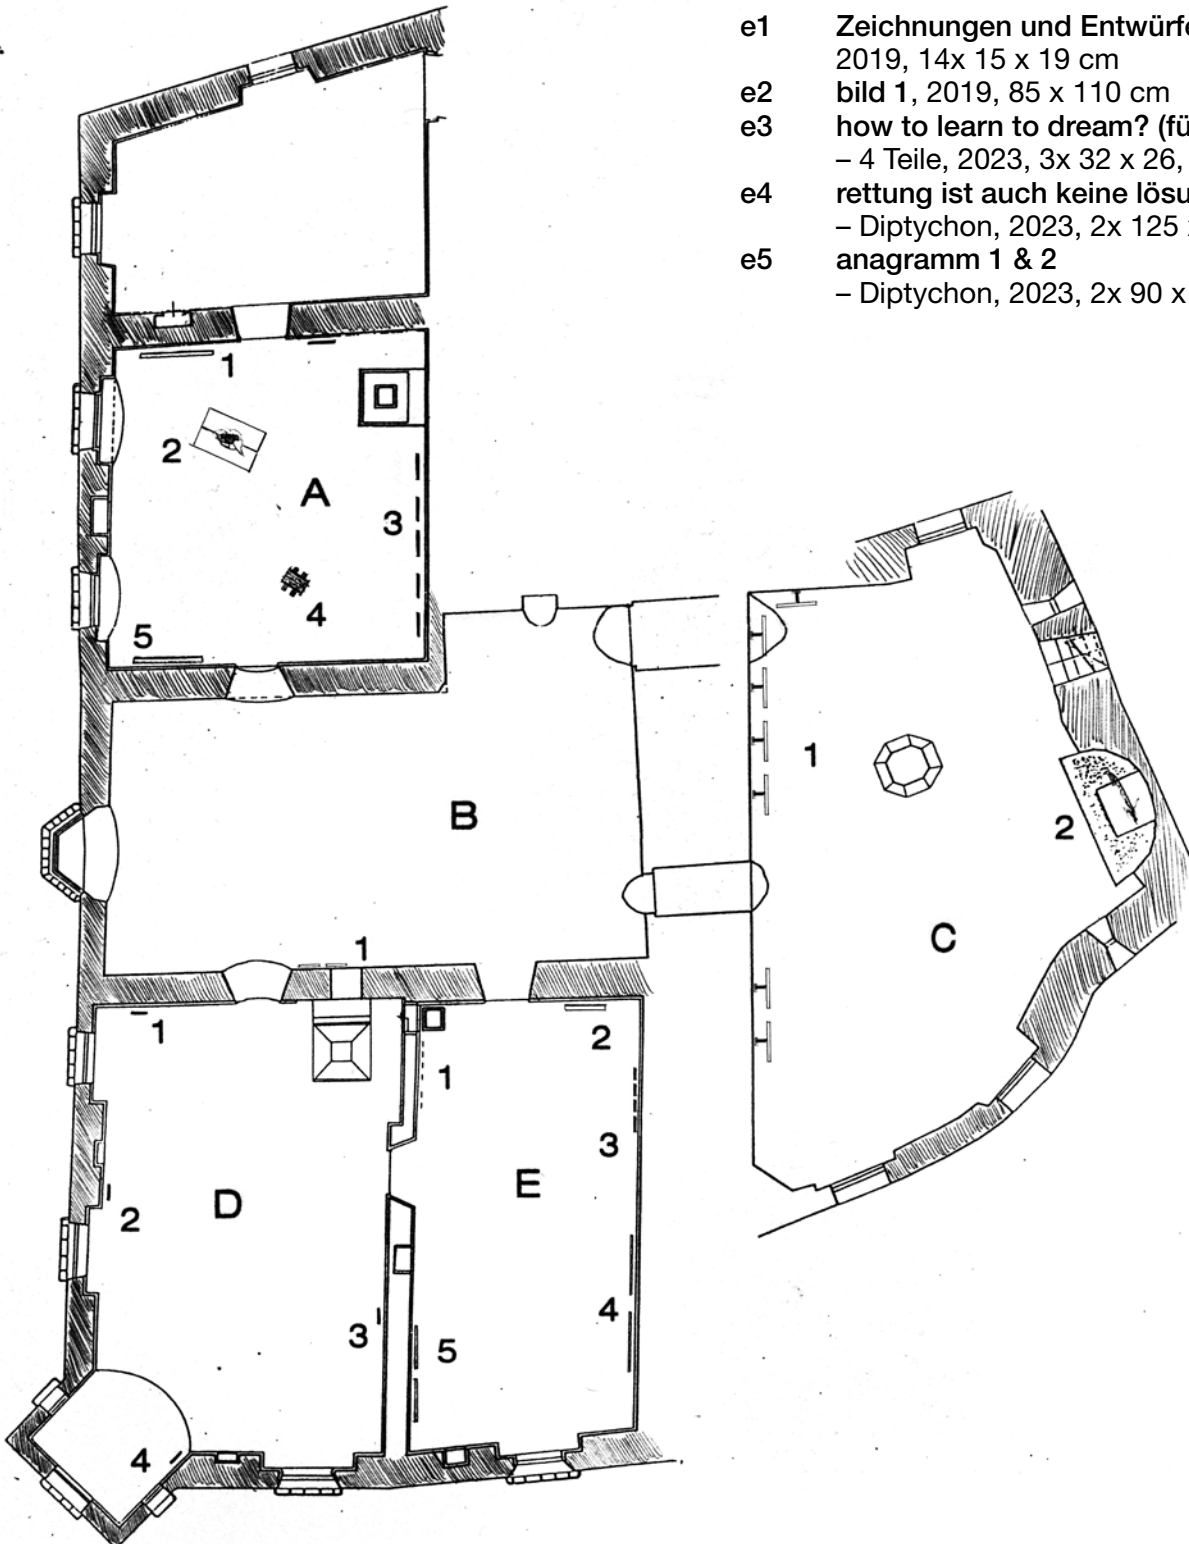 e1 Zeichnungen und Entwürfe
2019, 14x 15 x 19 cm
e2 bild 1, 2019, 85 x 110 cm
e3 how to learn to dream? (fü
– 4 Teile, 2023, 3x 32 x 26,
e4 rettung ist auch keine lösu
– Diptychon, 2023, 2x 125 x
e5 anagramm 1 & 2
– Diptychon, 2023, 2x 90 x
1
2
A
3
4
5
B
1
1
2
C
1
2
D
3
4
1
2
3
E
4
5